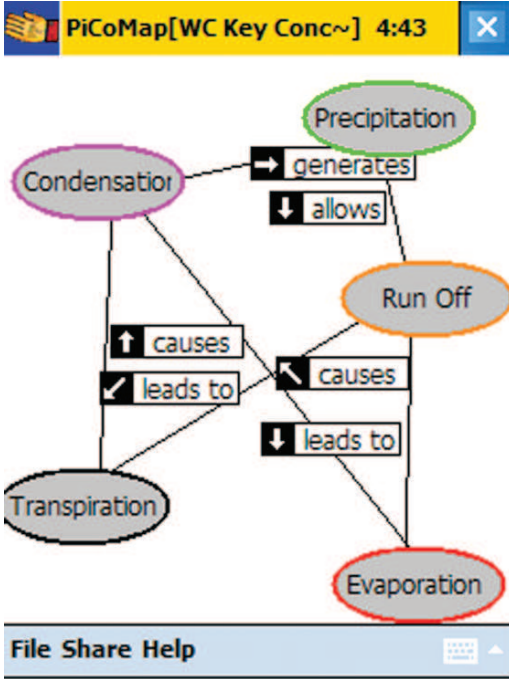 PiCoMap[WC Key Conc~] 4:43
Precipitation
generates
Condensation
allows
Run Off
causes
causes
leads to
leads to
Transpiration
Evaporation
File Share Help